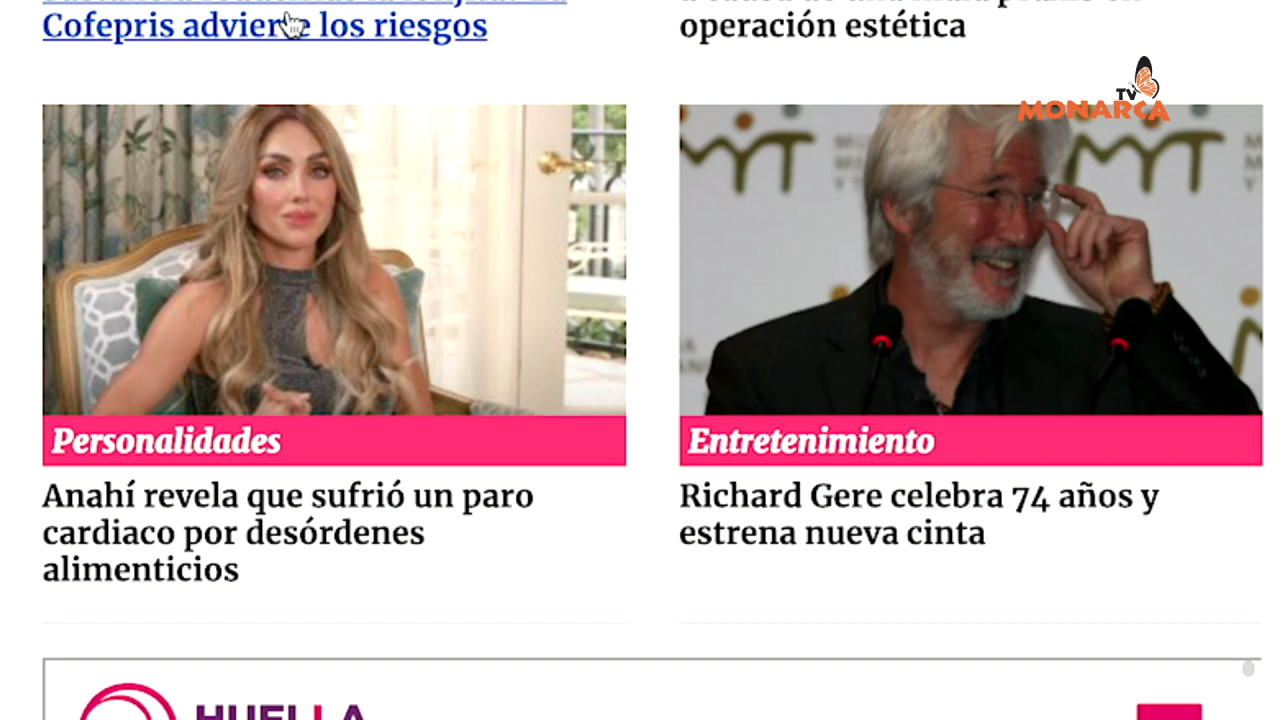 Cofepris advierte los riesgos
operación estética
TV
MONARCA
Personalidades
Entretenimiento
Anahí revela que sufrió un paro
cardiaco por desórdenes
alimenticios
Richard Gere celebra 74 años y
estrena nueva cinta
HUELLA